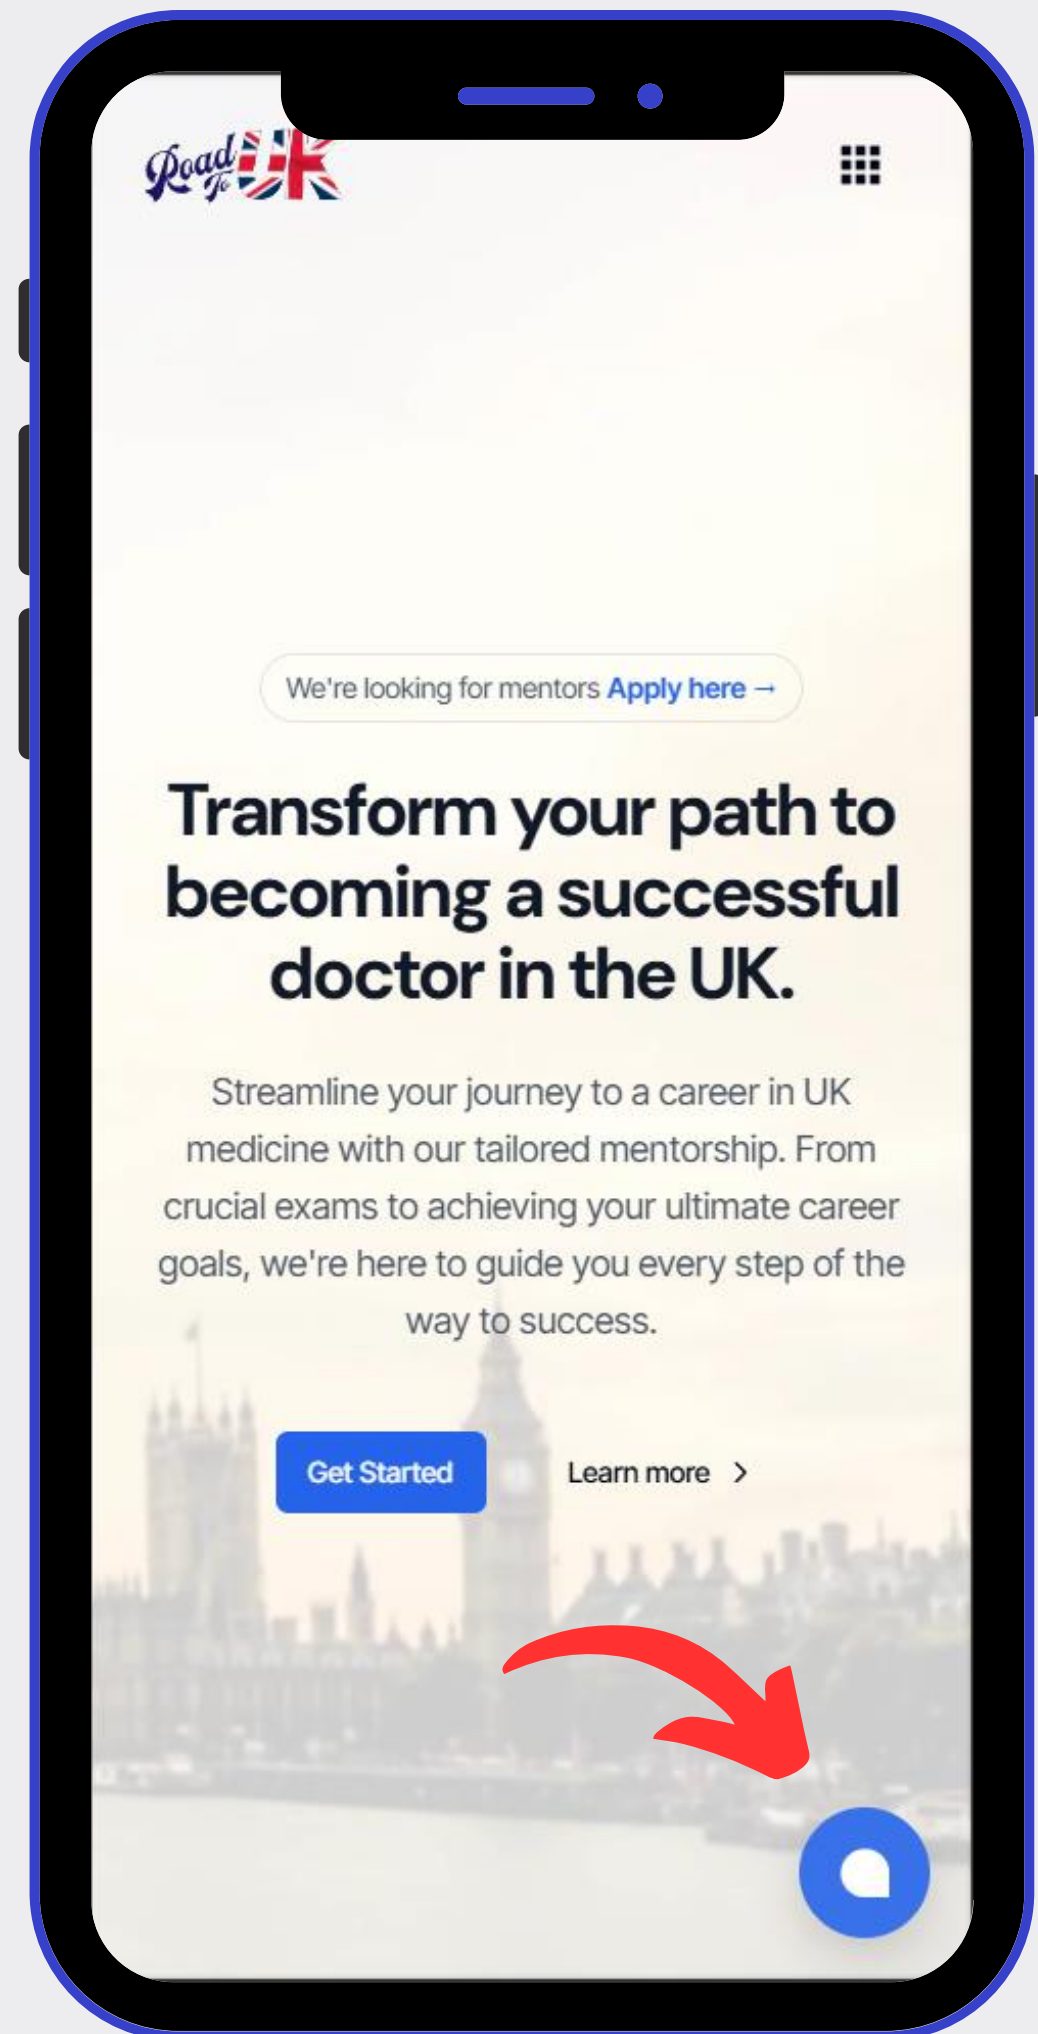 Road
To UK
We're looking for mentors Apply here →
Transform your path to
becoming a successful
doctor in the UK.
Streamline your journey to a career in UK
medicine with our tailored mentorship. From
crucial exams to achieving your ultimate career
goals, we're here to guide you every step of the
way to success.
Get Started
Learn more >